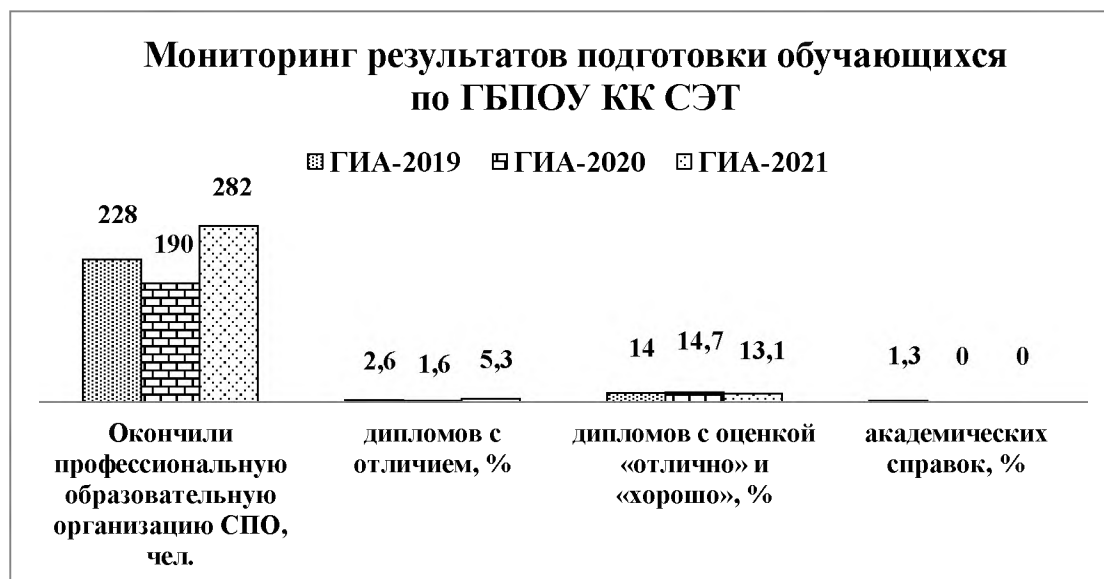 Мониторинг результатов подготовки обучающихся
по ГБПОУ КК СЭТ
ГИА-2019 ГИА-2020 ГИА-2021
228
190
282
2,6
1,6
5,3
14
14,7
13,1
1,3
0
0
Окончили
профессиональную
образовательную
организацию СПО,
чел.
дипломов с
отличием, %
дипломов с оценкой
«отлично» и
«хорошо», %
академических
справок, %